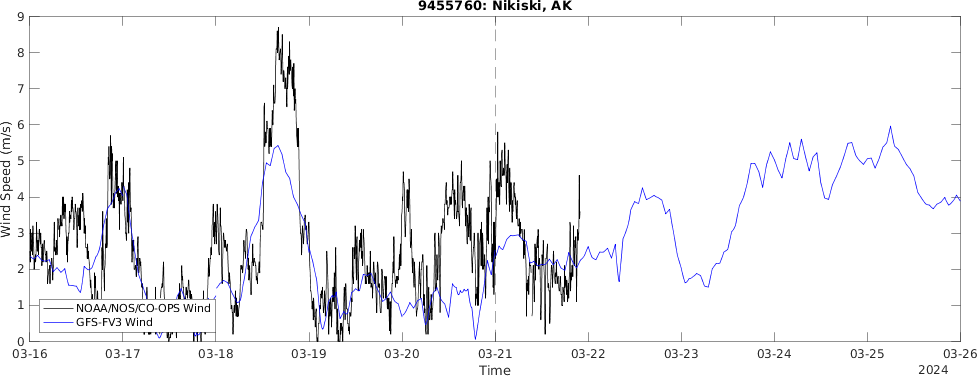 9455760: Nikiski, AK
9
8
7
6
5
4
3
2
1
0
Wind Speed (m/s)
NOAA/NOS/CO-OPS Wind
GFS-FV3 Wind
03-16 03-17 03-18 03-19 03-20 03-21 03-22 03-23 03-24 03-25 03-26
Time
2024